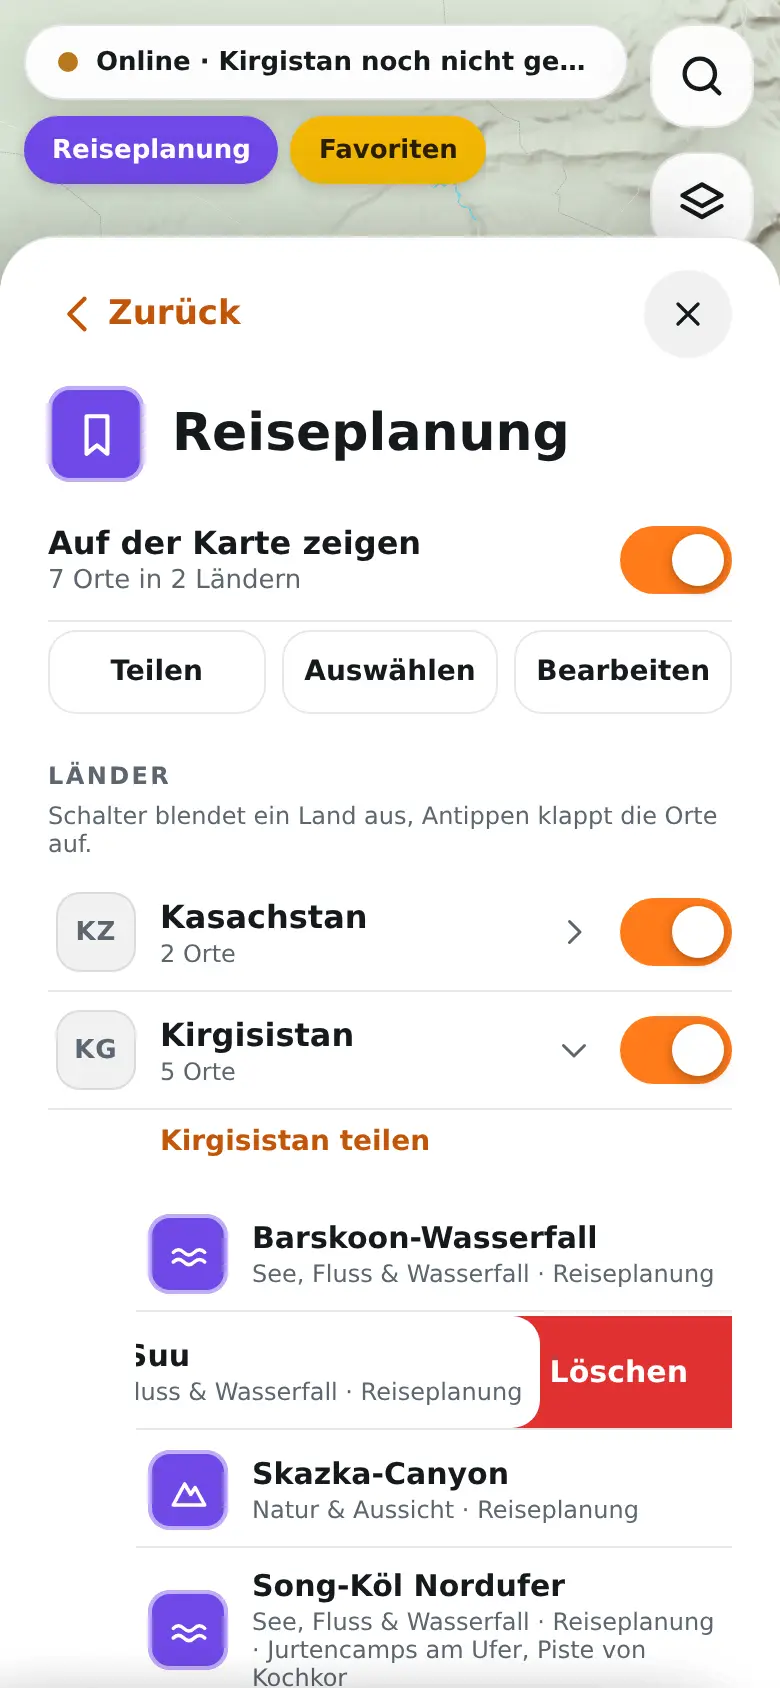 Online · Kirgistan noch nicht ge…
Reiseplanung
Favoriten
Zurück
Reiseplanung
Auf der Karte zeigen
7 Orte in 2 Ländern
Teilen
Auswählen
Bearbeiten
LÄNDER
Schalter blendet ein Land aus, Antippen klappt die Orte
auf.
KZ
Kasachstan
2 Orte
KG
Kirgisistan
5 Orte
Kirgisistan teilen
Barskoon-Wasserfall
See, Fluss & Wasserfall · Reiseplanung
Suu
luss & Wasserfall · Reiseplanung
Löschen
Skazka-Canyon
Natur & Aussicht · Reiseplanung
Song-Köl Nordufer
See, Fluss & Wasserfall · Reiseplanung
· Jurtencamps am Ufer, Piste von
Kochkor